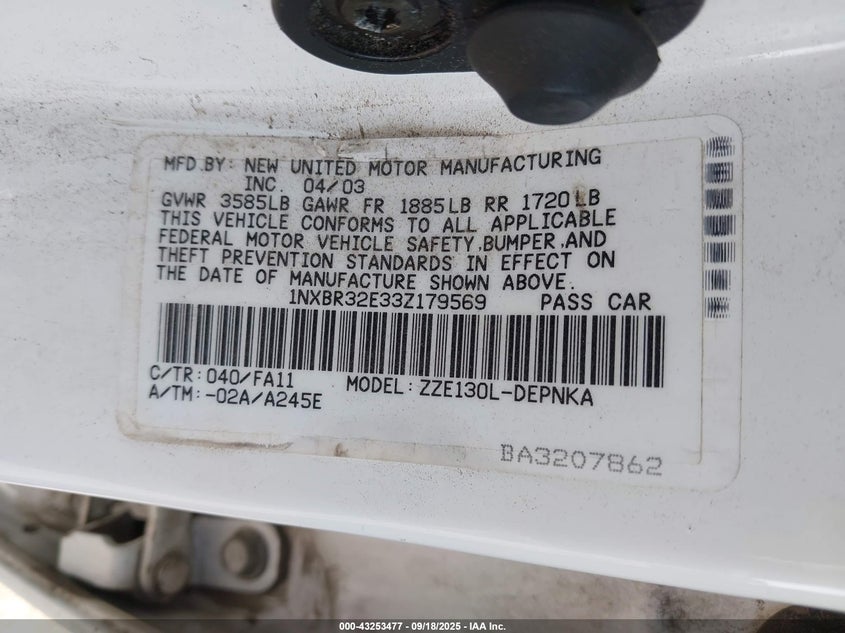 MFD.BY: NEW UNITED MOTOR MANUFACTURING
INC. 04/03
GVWR 3585LB GAWR FR 1885LB RR 1720LB
THIS VEHICLE CONFORMS TO ALL APPLICABLE
FEDERAL MOTOR VEHICLE SAFETY,BUMPER,AND
THEFT PREVENTION STANDARDS IN EFFECT ON
THE DATE OF MANUFACTURE SHOWN ABOVE.
1NXBR32E33Z179569 PASS CAR
C/TR:040/FA11 MODEL:ZZE130L-DEPNKA
A/TM:-02A/A245E
BA3207862
000-43253477 - 09/18/2025 - IAA Inc.